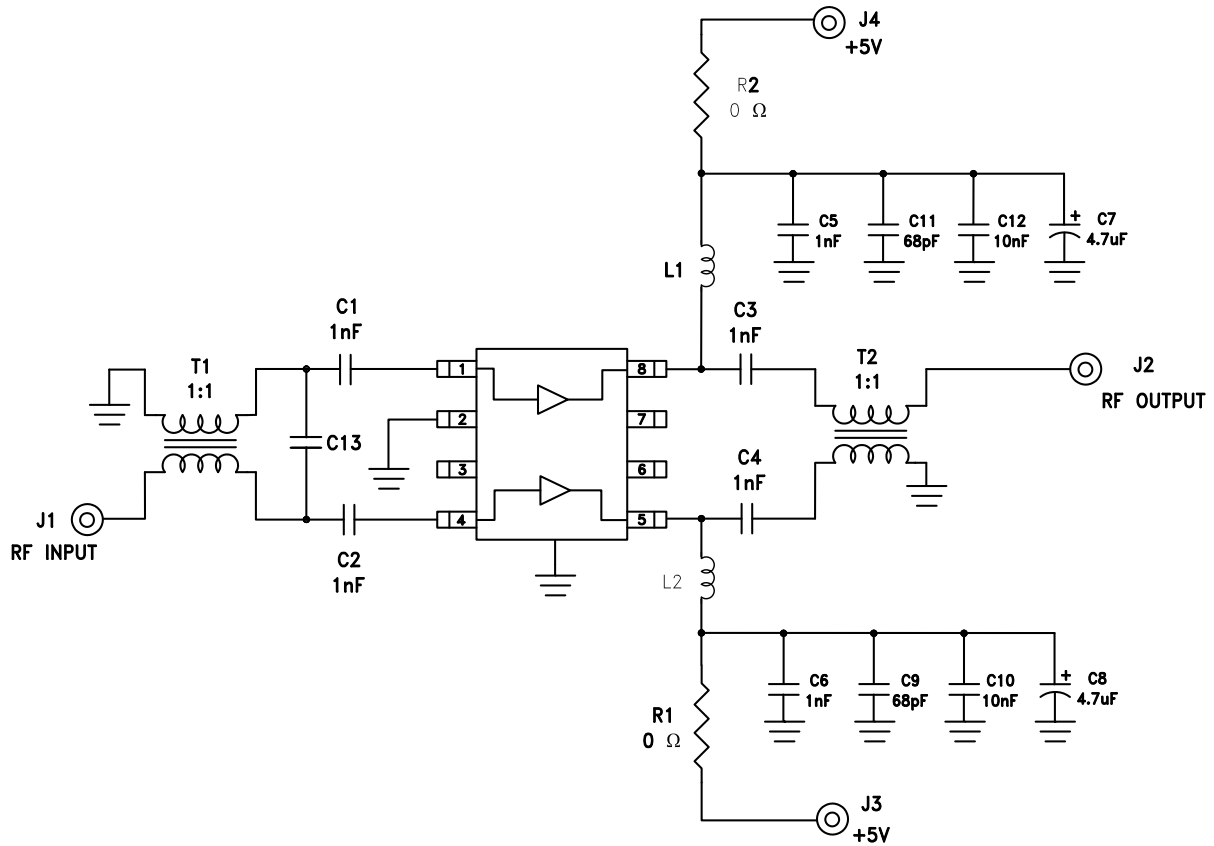 J4
+5V
R2
0 Ω
C5
1nF
C11
68pF
C12
10nF
+
C7
4.7uF
L1
C1
1nF
C3
1nF
T1
1:1
T2
1:1
J2
RF OUTPUT
1
8
2
7
C13
3
6
4
5
C4
1nF
J1
RF INPUT
C2
1nF
L2
C6
1nF
C9
68pF
C10
10nF
+
C8
4.7uF
R1
0 Ω
J3
+5V